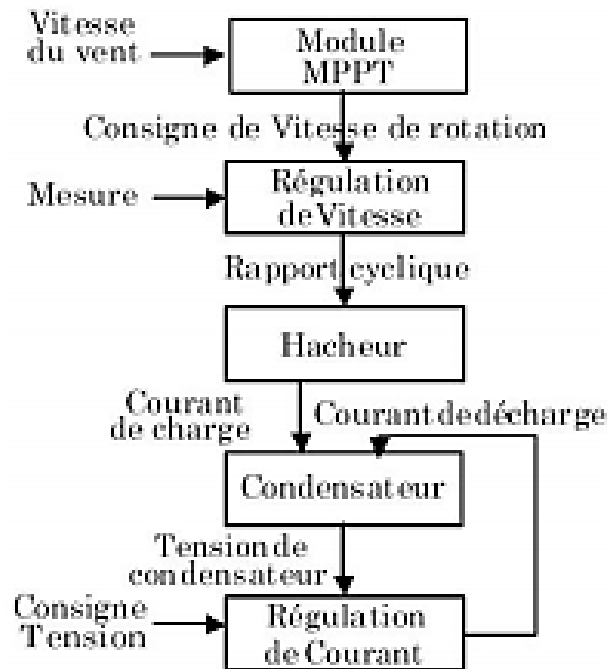 Vitesse
du vent
Module
MPPT
Consigne de Vitesse de rotation
Mesure
Régulation
de Vitesse
Rapport cyclique
Hacheur
Courant
de charge
Courant de décharge
Condensateur
Tension de
condensateur
Consigne
Tension
Régulation
de Courant